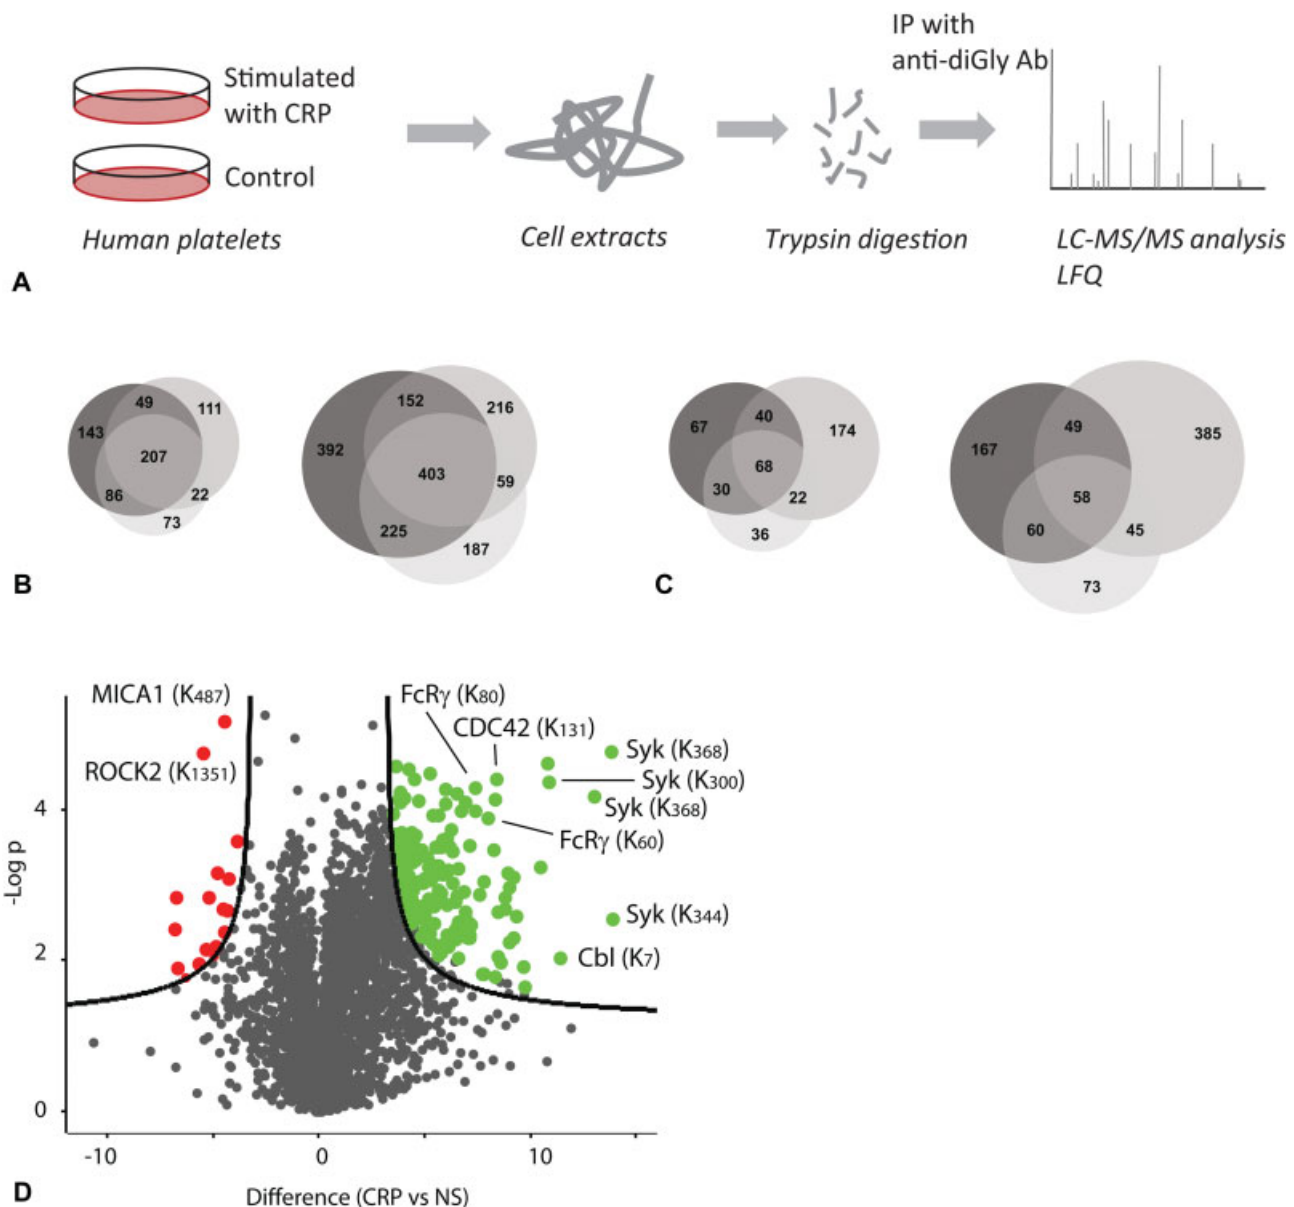 IP with
anti-diGly Ab
Stimulated
with CRP
Control
Human platelets
Cell extracts
Trypsin digestion
LC-MS/MS analysis
LFQ
A
49
111
143
207
86
22
73
152
216
392
403
59
225
187
B
40
67
174
68
30
22
36
49
167
385
58
60
45
73
C
MICA1 (K487)
FcRγ (K80)
CDC42 (K131)
Syk (K368)
ROCK2 (K1351)
Syk (K300)
Syk (K368)
FcRγ (K60)
Syk (K344)
Cbl (K7)
4
2
0
-Log p
-10
0
10
Difference (CRP vs NS)
D